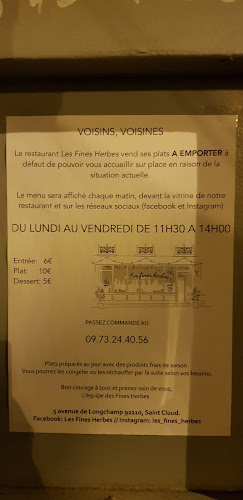 VOISINS, VOISINES
Le restaurant Les Fines Herbes vend ses plats A EMPORTER à
défaut de pouvoir vous accueillir sur place en raison de la
situation actuelle.
Le menu sera affiché chaque matin, devant la vitrine de notre
restaurant et sur les réseaux sociaux (facebook et Instagram)
DU LUNDI AU VENDREDI DE 11H30 A 14H00
Entrée: 6€
Plat: 10€
Dessert: 5€
Les fines herbes
PASSEZ COMMANDE AU:
09.73.24.40.56
Plats préparés au jour avec des produits frais de saison.
Vous pourrez les congeler ou les réchauffer par la suite selon vos besoins.
Bon courage à tous et prenez soin de vous,
L'équipe des Fines Herbes.
5 avenue de Longchamp 92210, Saint Cloud.
Facebook: Les Fines Herbes // Instagram: les_fines_herbes